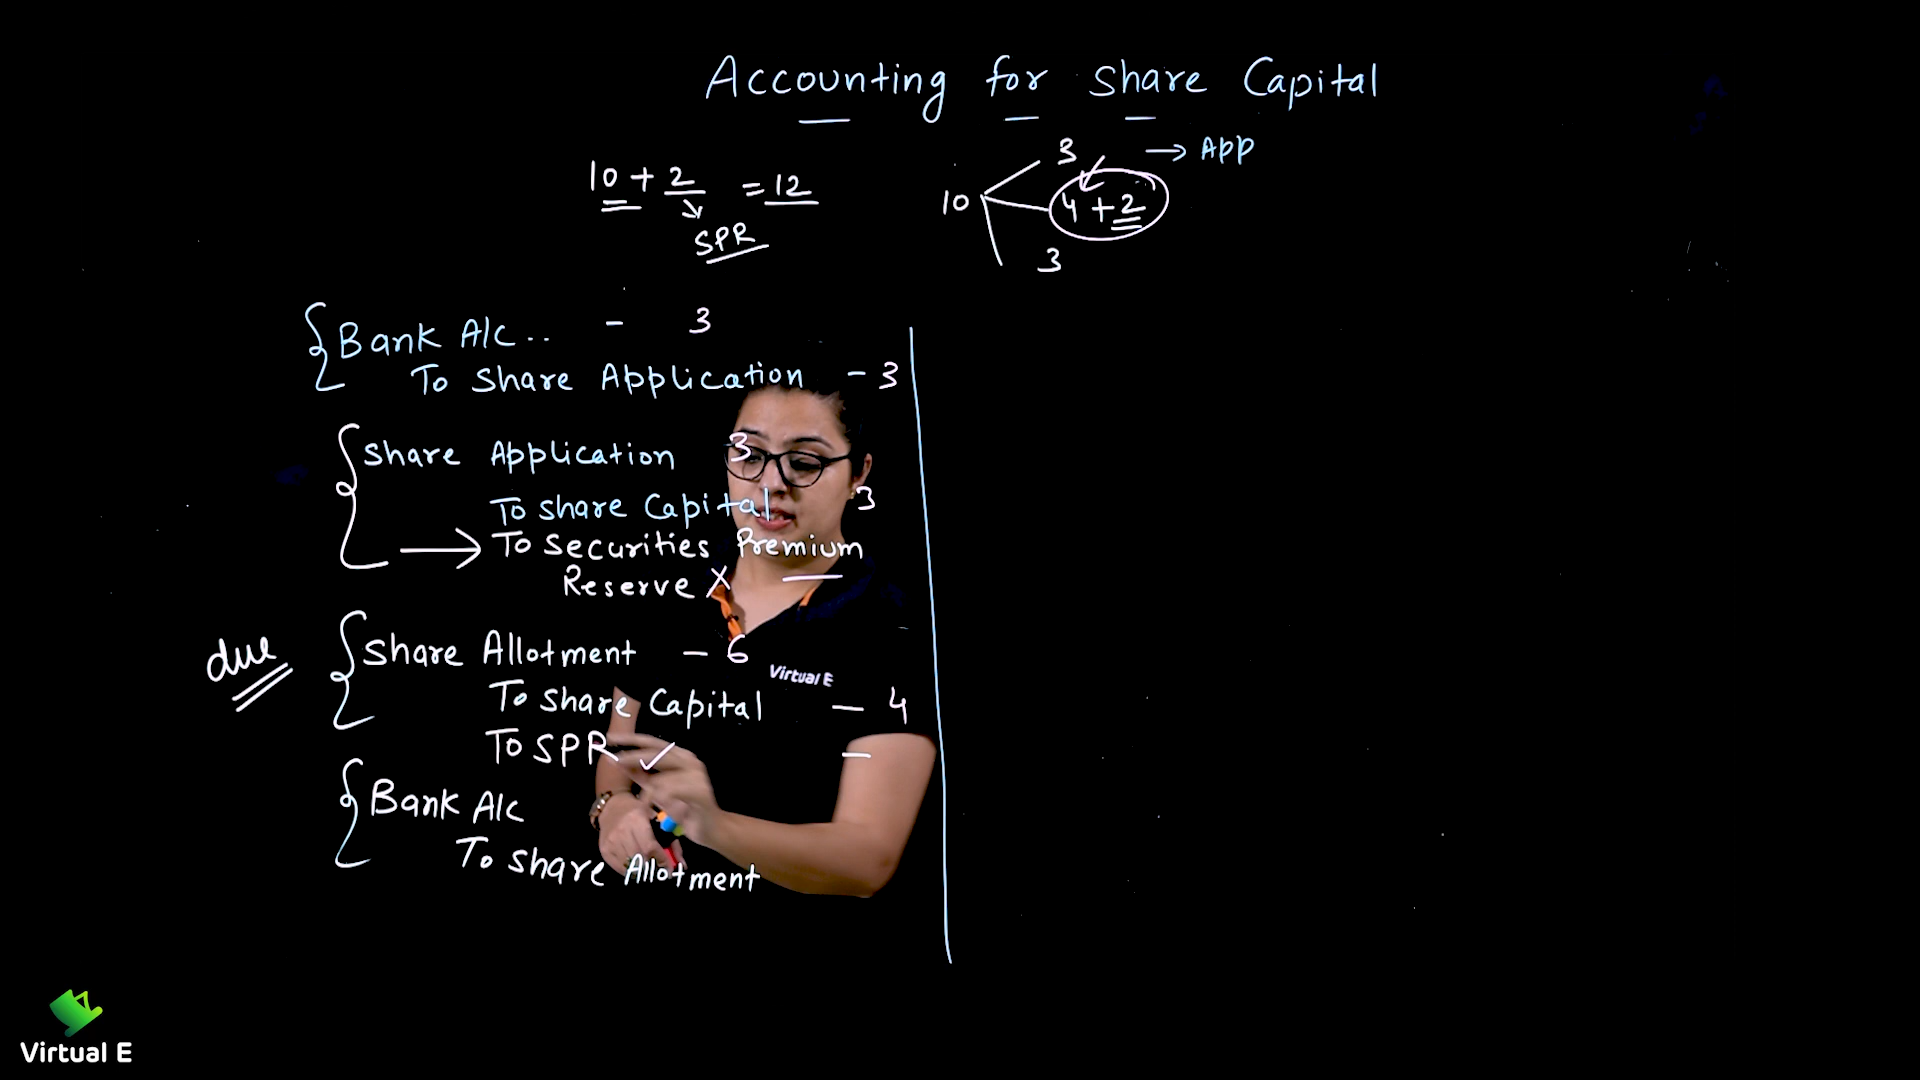 Accounting for Share Capital
10 + 2 = 12
SPR
10
3 → App
4 + 2
3
Bank A/c.. - 3
To Share Application - 3
Share Application 3
To Share Capital 3
→ To Securities Premium
Reserve X —
due
Share Allotment - 6
To Share Capital - 4
To SPR ✓ -
Bank A/c
To Share Allotment
Virtual E
Virtual E